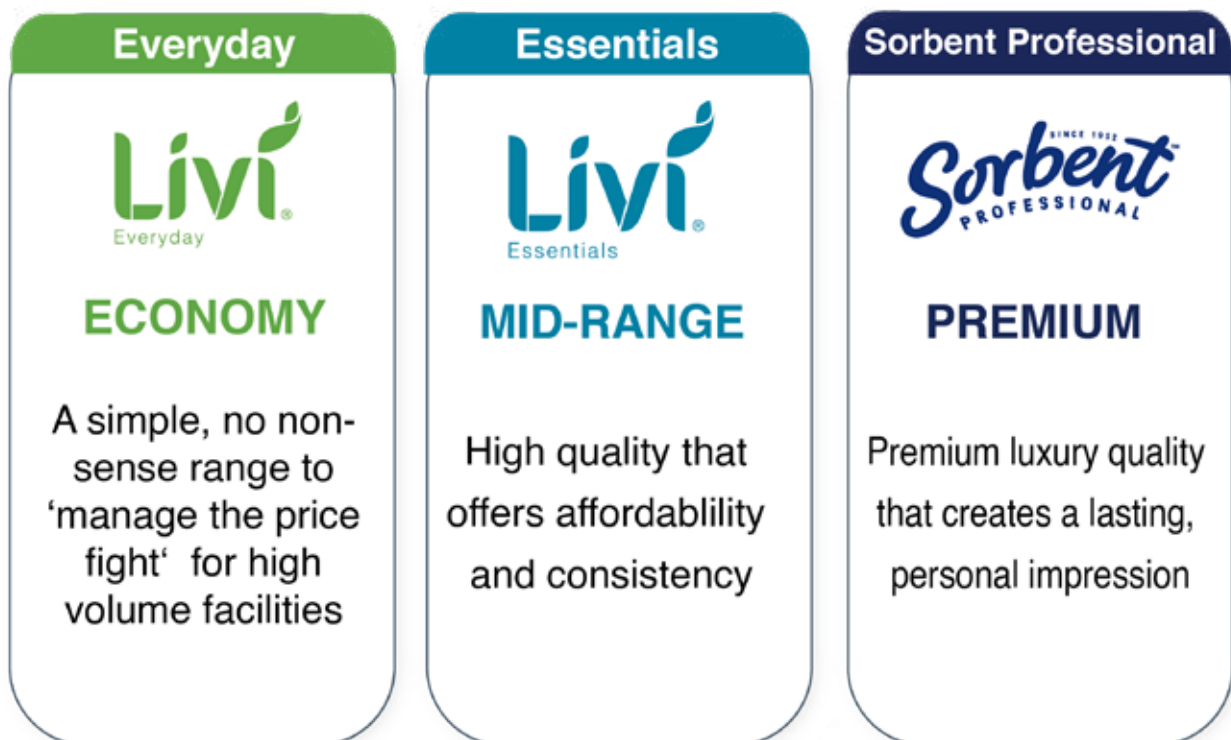 Everyday
Livi®
Everyday
ECONOMY
A simple, no non-
sense range to
‘manage the price
fight‘  for high
volume facilities
Essentials
Livi®
Essentials
MID-RANGE
High quality that
offers affordablility
and consistency
Sorbent Professional
SINCE 1952
Sorbent™
PROFESSIONAL
PREMIUM
Premium luxury quality
that creates a lasting,
personal impression